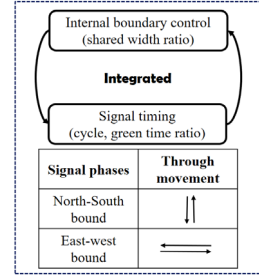 Internal boundary control
(shared width ratio)
Integrated
Signal timing
(cycle, green time ratio)
Signal phases
Through
movement
North-South
bound
East-west
bound